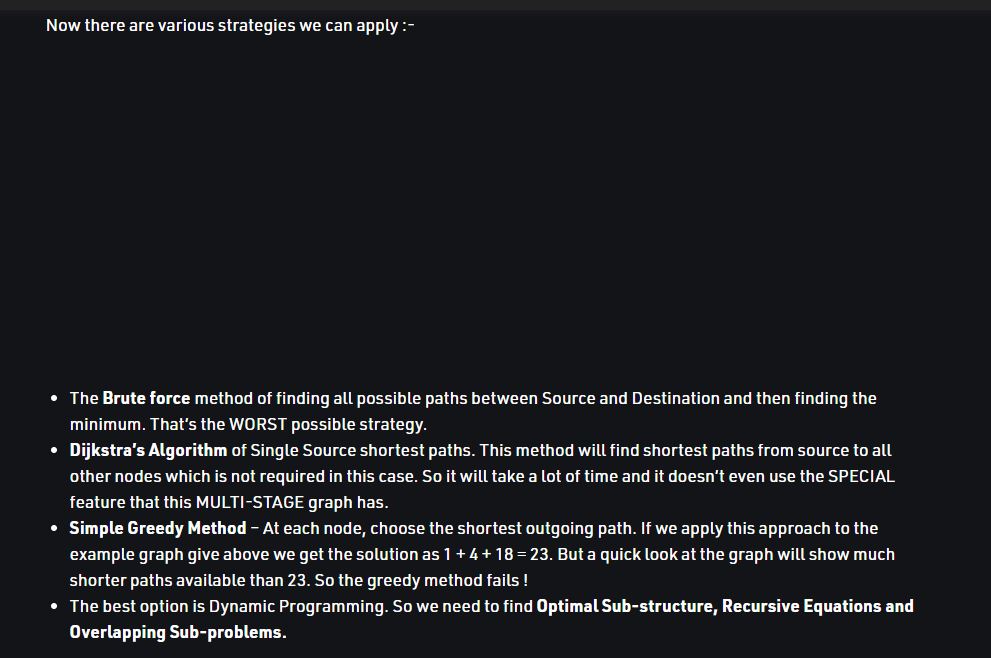 Now there are various strategies we can apply :-
• The Brute force method of finding all possible paths between Source and Destination and then finding the
minimum. That’s the WORST possible strategy.
• Dijkstra’s Algorithm of Single Source shortest paths. This method will find shortest paths from source to all
other nodes which is not required in this case. So it will take a lot of time and it doesn’t even use the SPECIAL
feature that this MULTI-STAGE graph has.
• Simple Greedy Method – At each node, choose the shortest outgoing path. If we apply this approach to the
example graph give above we get the solution as 1 + 4 + 18 = 23. But a quick look at the graph will show much
shorter paths available than 23. So the greedy method fails !
• The best option is Dynamic Programming. So we need to find Optimal Sub-structure, Recursive Equations and
Overlapping Sub-problems.